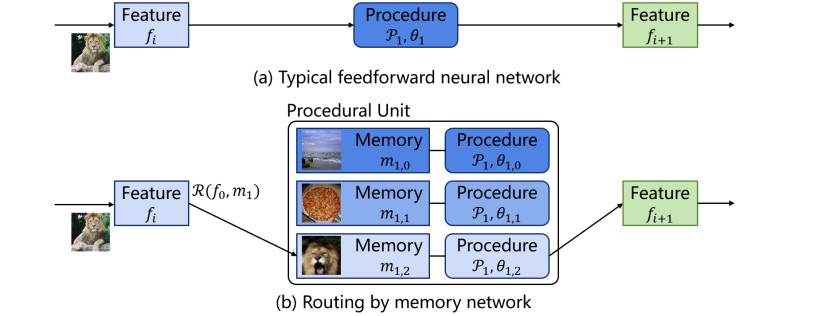 Feature
f_i
Procedure
𝒫_1, θ_1
Feature
f_{i+1}
(a) Typical feedforward neural network
Procedural Unit
Memory
m_{1,0}
Procedure
𝒫_1, θ_{1,0}
Feature
f_i
ℛ(f_0, m_1)
Memory
m_{1,1}
Procedure
𝒫_1, θ_{1,1}
Feature
f_{i+1}
Memory
m_{1,2}
Procedure
𝒫_1, θ_{1,2}
(b) Routing by memory network